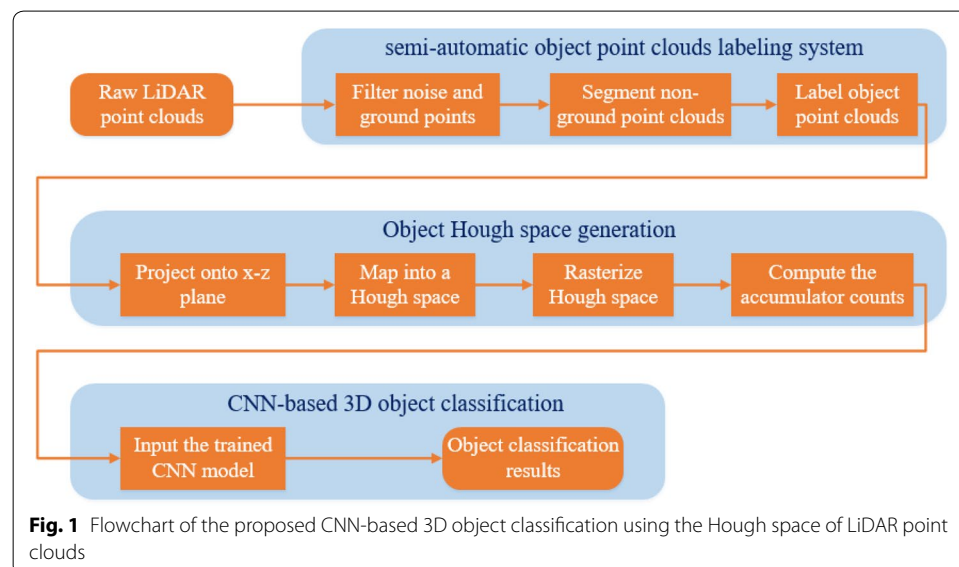 semi-automatic object point clouds labeling system
Raw LiDAR
point clouds
Filter noise and
ground points
Segment non-
ground point clouds
Label object
point clouds
Object Hough space generation
Project onto x-z
plane
Map into a
Hough space
Rasterize
Hough space
Compute the
accumulator counts
CNN-based 3D object classification
Input the trained
CNN model
Object classification
results
Fig. 1 Flowchart of the proposed CNN-based 3D object classification using the Hough space of LiDAR point
clouds